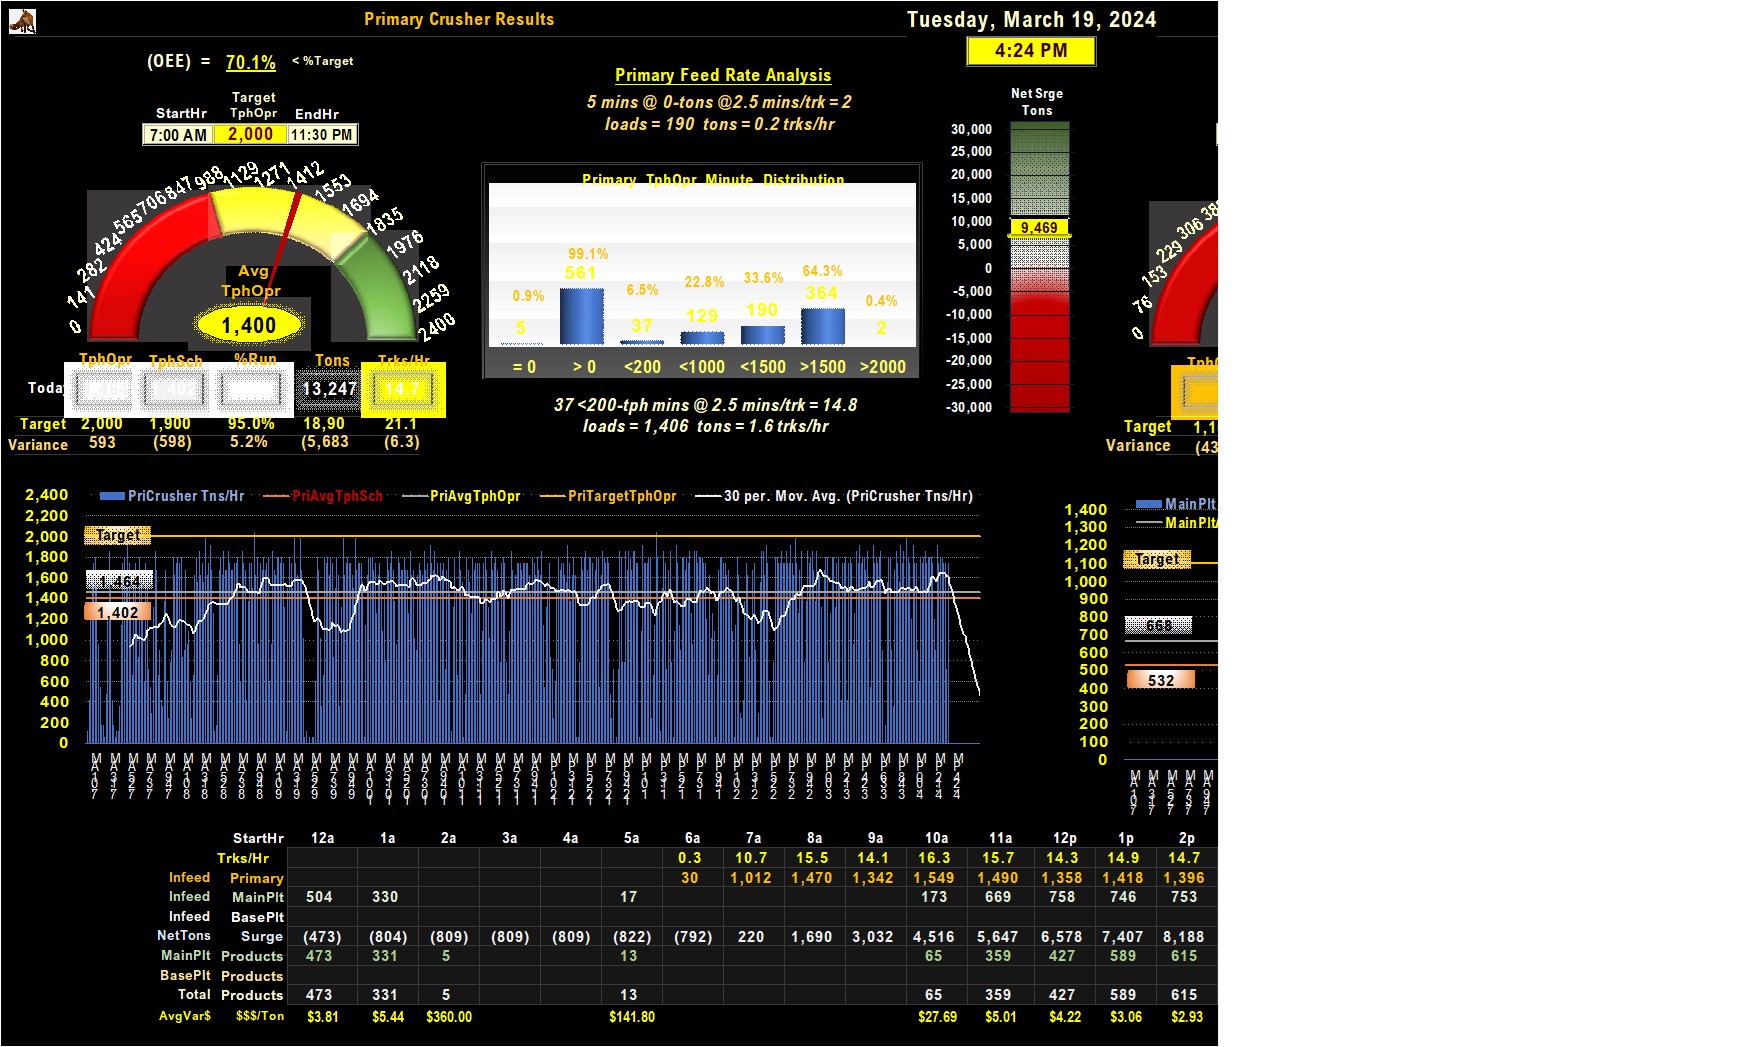 Primary Crusher Results
Tuesday, March 19, 2024
4:24 PM
(OEE) = 70.1% < %Target
Target
StartHr TphOpr EndHr
7:00 AM 2,000 11:30 PM
Primary Feed Rate Analysis
5 mins @ 0-tons @2.5 mins/trk = 2
loads = 190 tons = 0.2 trks/hr
Net Srge
Tons
30,000
25,000
20,000
15,000
10,000
9,469
5,000
0
-5,000
-10,000
-15,000
-20,000
-25,000
-30,000
0 141 282 424 565 706 847 988 1129 1271 1412 1553 1694 1835 1976 2118 2259 2400
Avg
TphOpr
1,400
Primary TphOpr Minute Distribution
0.9% 99.1% 6.5% 22.8% 33.6% 64.3% 0.4%
5 561 37 129 190 364 2
= 0 > 0 <200 <1000 <1500 >1500 >2000
37 <200-tph mins @ 2.5 mins/trk = 14.8
loads = 1,406 tons = 1.6 trks/hr
TphOpr TphSch %Run Tons Trks/Hr
Today 13,247 14.7
Target 2,000 1,900 95.0% 18,90 21.1
Variance 593 (598) 5.2% (5,683 (6.3)
0 76 153 229 306
Target 1,1
Variance (43
PriCrusher Tns/Hr PriAvgTphSch PriAvgTphOpr PriTargetTphOpr 30 per. Mov. Avg. (PriCrusher Tns/Hr)
2,400
2,200
2,000
1,800
1,600
1,400
1,200
1,000
800
600
400
200
0
Target
1,464
1,402
MainPlt
MainPlt
1,400
1,300
1,200
1,100
1,000
900
800
700
600
500
400
300
200
100
0
Target
668
532
StartHr 12a 1a 2a 3a 4a 5a 6a 7a 8a 9a 10a 11a 12p 1p 2p
Trks/Hr 0.3 10.7 15.5 14.1 16.3 15.7 14.3 14.9 14.7
Infeed Primary 30 1,012 1,470 1,342 1,549 1,490 1,358 1,418 1,396
Infeed MainPlt 504 330 17 173 669 758 746 753
Infeed BasePlt
NetTons Surge (473) (804) (809) (809) (809) (822) (792) 220 1,690 3,032 4,516 5,647 6,578 7,407 8,188
MainPlt Products 473 331 5 13 65 359 427 589 615
BasePlt Products
Total Products 473 331 5 13 65 359 427 589 615
AvgVar$ $$$/Ton $3.81 $5.44 $360.00 $141.80 $27.69 $5.01 $4.22 $3.06 $2.93